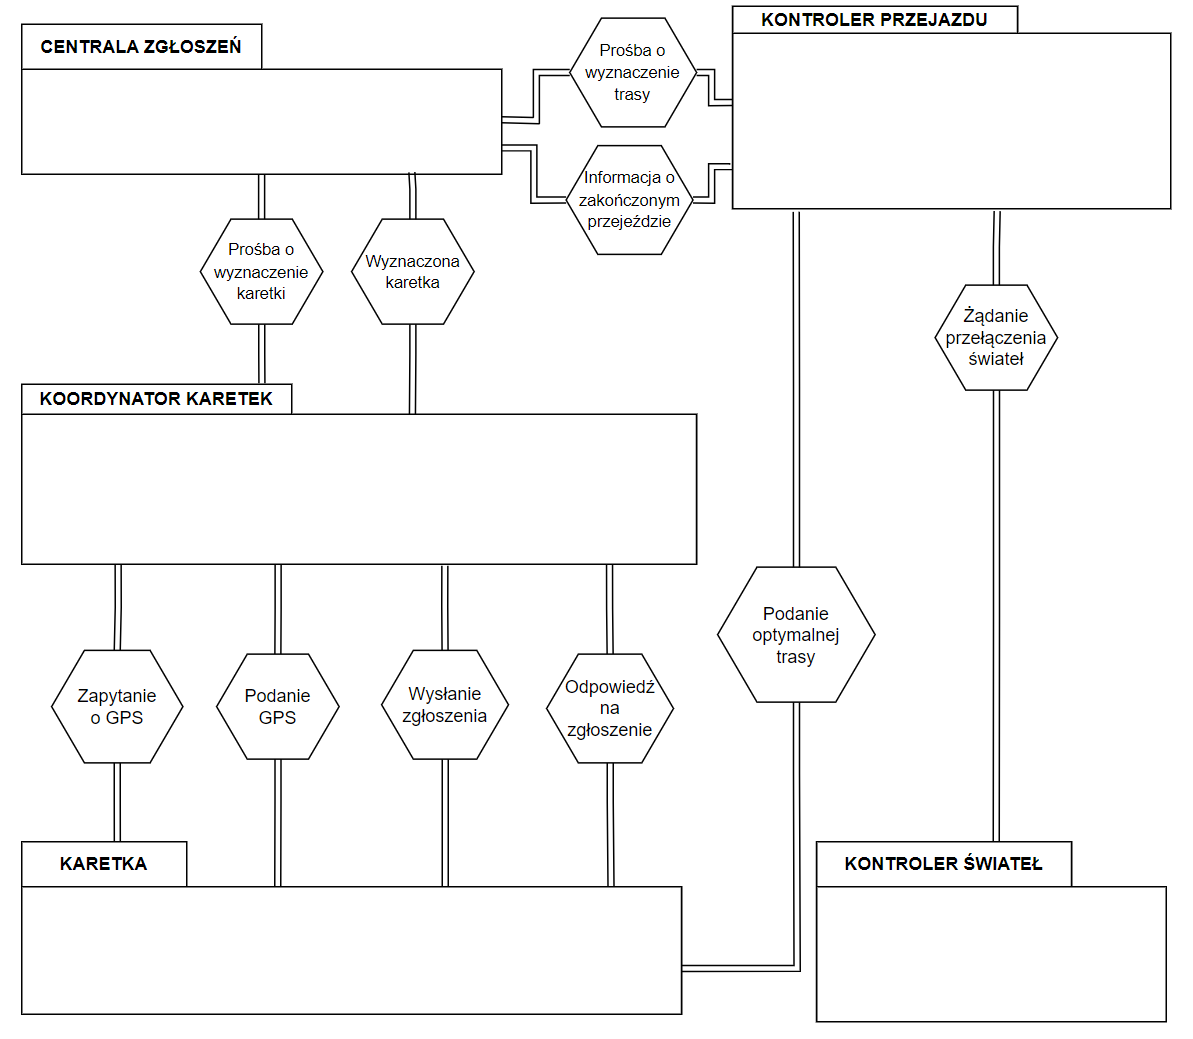 KONTROLER PRZEJAZDU
CENTRALA ZGŁOSZEŃ
Prośba o
wyznaczenie
trasy
Informacja o
zakończonym
przejeździe
Prośba o
wyznaczenie
karetki
Wyznaczona
karetka
Żądanie
przełączenia
świateł
KOORDYNATOR KARETEK
Podanie
optymalnej
trasy
Zapytanie
o GPS
Podanie
GPS
Wysłanie
zgłoszenia
Odpowiedź
na
zgłoszenie
KARETKA
KONTROLER ŚWIATEŁ